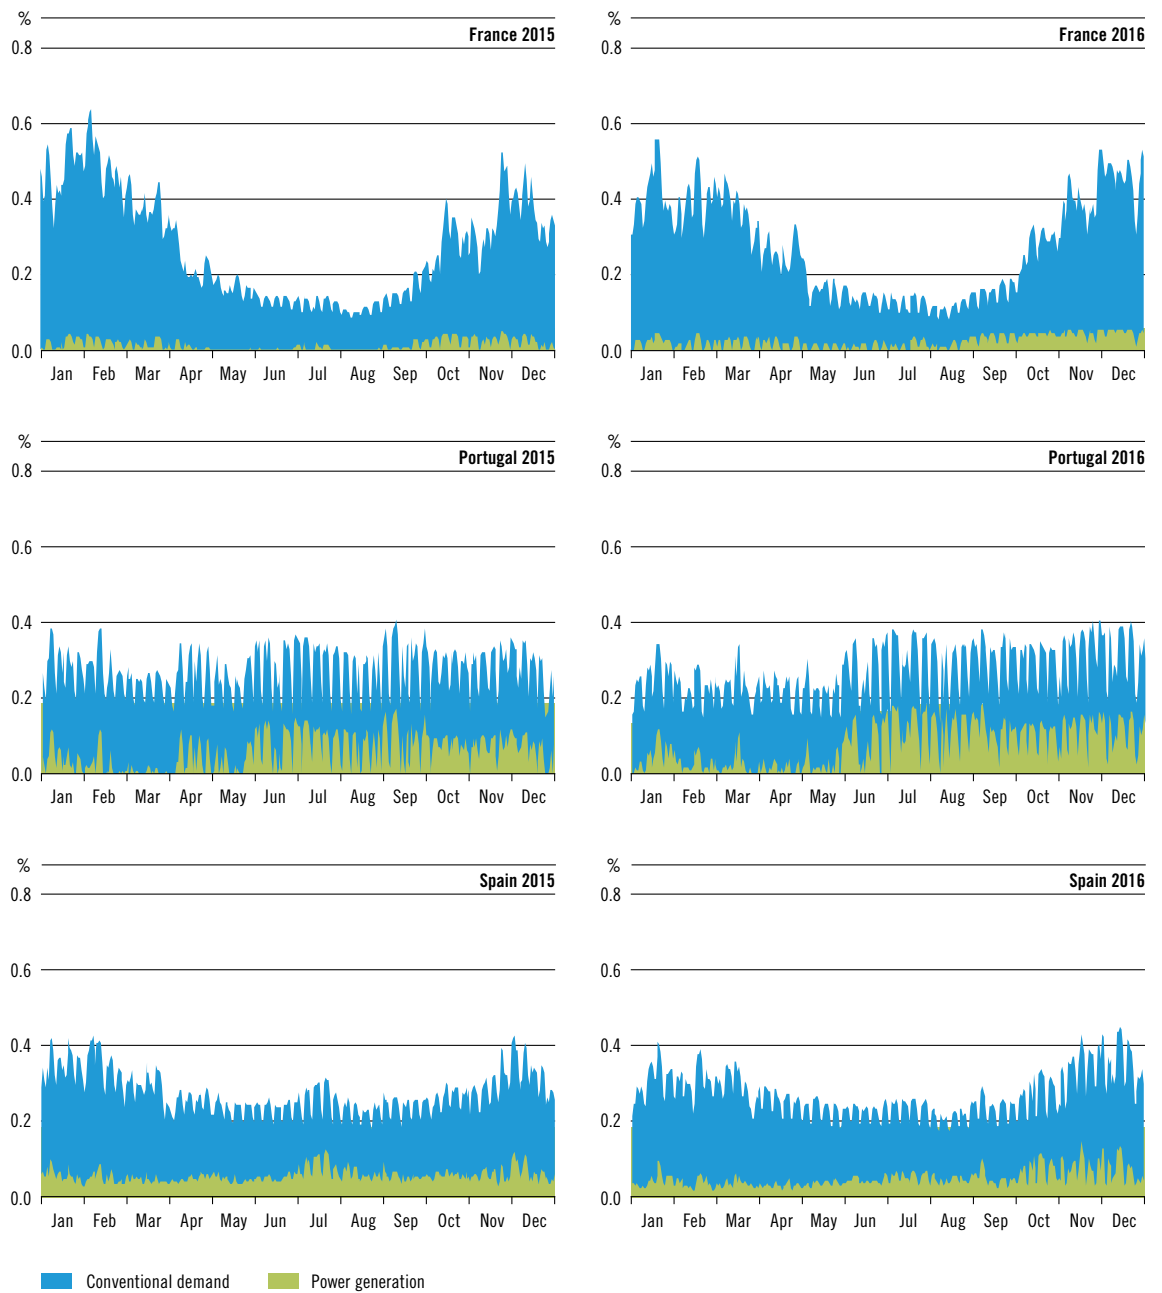 %
France 2015
0.8
0.6
0.4
0.2
0.0
Jan Feb Mar Apr May Jun Jul Aug Sep Oct Nov Dec
%
France 2016
0.8
0.6
0.4
0.2
0.0
Jan Feb Mar Apr May Jun Jul Aug Sep Oct Nov Dec
%
Portugal 2015
0.8
0.6
0.4
0.2
0.0
Jan Feb Mar Apr May Jun Jul Aug Sep Oct Nov Dec
%
Portugal 2016
0.8
0.6
0.4
0.2
0.0
Jan Feb Mar Apr May Jun Jul Aug Sep Oct Nov Dec
%
Spain 2015
0.8
0.6
0.4
0.2
0.0
Jan Feb Mar Apr May Jun Jul Aug Sep Oct Nov Dec
%
Spain 2016
0.8
0.6
0.4
0.2
0.0
Jan Feb Mar Apr May Jun Jul Aug Sep Oct Nov Dec
Conventional demand Power generation